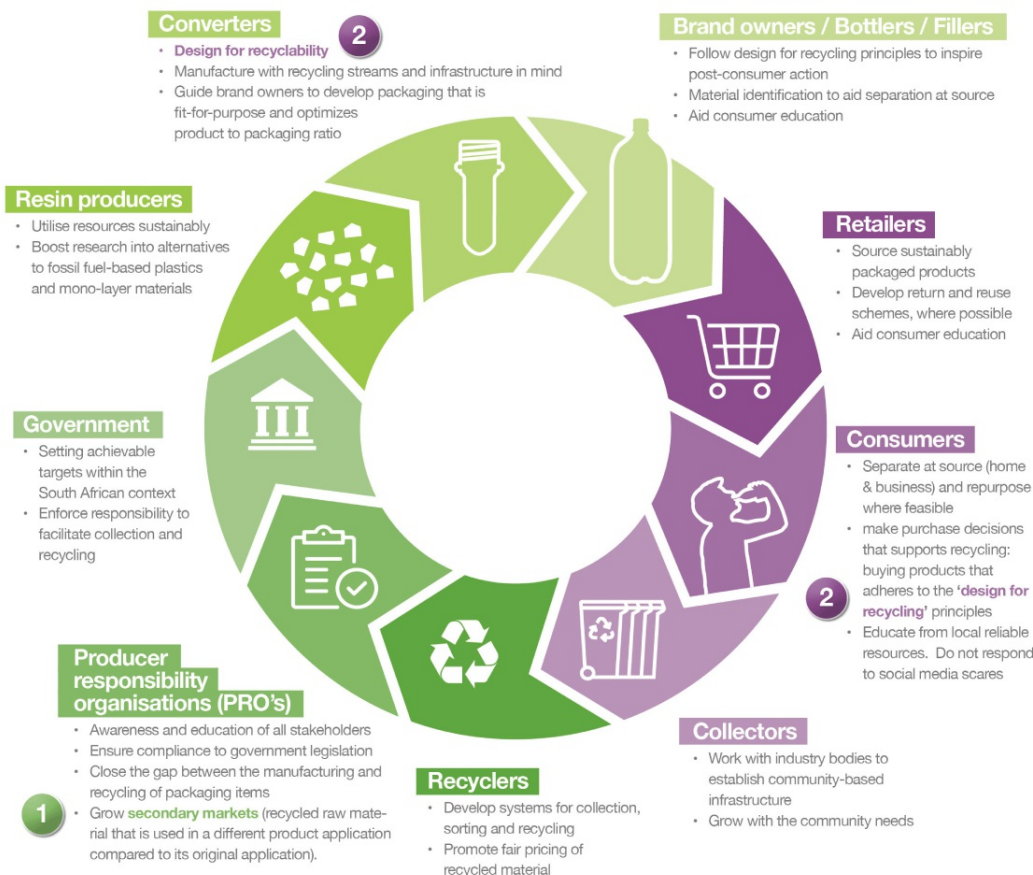 Converters
• Design for recyclability
2
• Manufacture with recycling streams and infrastructure in mind
• Guide brand owners to develop packaging that is
fit-for-purpose and optimizes
product to packaging ratio
Brand owners / Bottlers / Fillers
• Follow design for recycling principles to inspire
post-consumer action
• Material identification to aid separation at source
• Aid consumer education
Resin producers
• Utilise resources sustainably
• Boost research into alternatives
to fossil fuel-based plastics
and mono-layer materials
Retailers
• Source sustainably
packaged products
• Develop return and reuse
schemes, where possible
• Aid consumer education
Government
• Setting achievable
targets within the
South African context
• Enforce responsibility to
facilitate collection and
recycling
Consumers
• Separate at source (home
& business) and repurpose
where feasible
• make purchase decisions
that supports recycling:
buying products that
adheres to the ‘design for
recycling’ principles
2
• Educate from local reliable
resources. Do not respond
to social media scares
Producer
responsibility
organisations (PRO's)
• Awareness and education of all stakeholders
• Ensure compliance to government legislation
• Close the gap between the manufacturing and
recycling of packaging items
1
• Grow secondary markets (recycled raw mate-
rial that is used in a different product application
compared to its original application).
Recyclers
• Develop systems for collection,
sorting and recycling
• Promote fair pricing of
recycled material
Collectors
• Work with industry bodies to
establish community-based
infrastructure
• Grow with the community needs